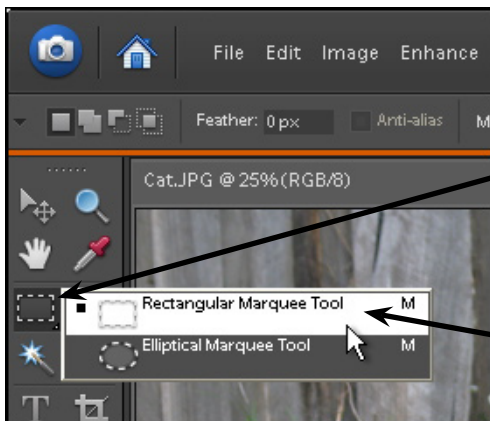 File Edit Image Enhance
Feather: 0 px Anti-alias M
Cat.JPG @ 25%(RGB/8)
Rectangular Marquee Tool M
Elliptical Marquee Tool M
T